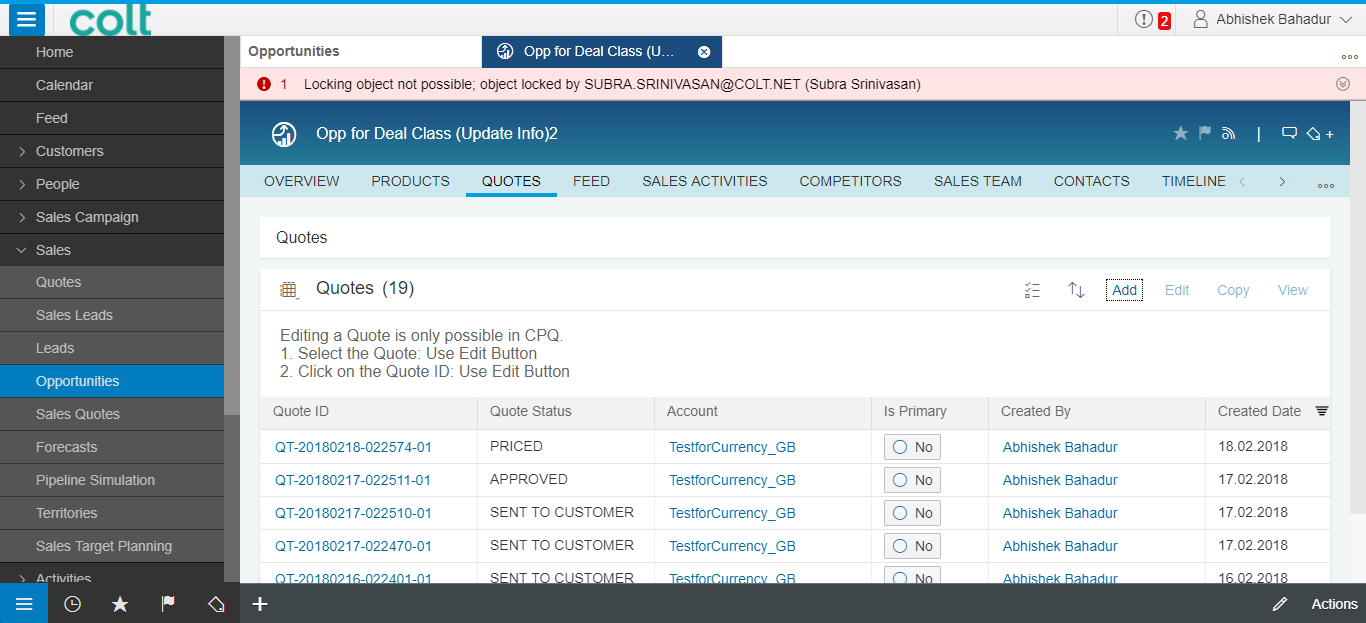 colt
2
Abhishek Bahadur
Home
Calendar
Feed
Customers
People
Sales Campaign
Sales
Quotes
Sales Leads
Leads
Opportunities
Sales Quotes
Forecasts
Pipeline Simulation
Territories
Sales Target Planning
Activities
Opportunities
Opp for Deal Class (U...
1 Locking object not possible; object locked by SUBRA.SRINIVASAN@COLT.NET (Subra Srinivasan)
Opp for Deal Class (Update Info)2
OVERVIEW PRODUCTS QUOTES FEED SALES ACTIVITIES COMPETITORS SALES TEAM CONTACTS TIMELINE
Quotes
Quotes (19)
Add Edit Copy View
Editing a Quote is only possible in CPQ.
1. Select the Quote: Use Edit Button
2. Click on the Quote ID: Use Edit Button
Quote ID Quote Status Account Is Primary Created By Created Date
QT-20180218-022574-01 PRICED TestforCurrency_GB No Abhishek Bahadur 18.02.2018
QT-20180217-022511-01 APPROVED TestforCurrency_GB No Abhishek Bahadur 17.02.2018
QT-20180217-022510-01 SENT TO CUSTOMER TestforCurrency_GB No Abhishek Bahadur 17.02.2018
QT-20180217-022470-01 SENT TO CUSTOMER TestforCurrency_GB No Abhishek Bahadur 17.02.2018
QT-20180216-022401-01 SENT TO CUSTOMER TestforCurrency_GB No Abhishek Bahadur 16.02.2018
Actions